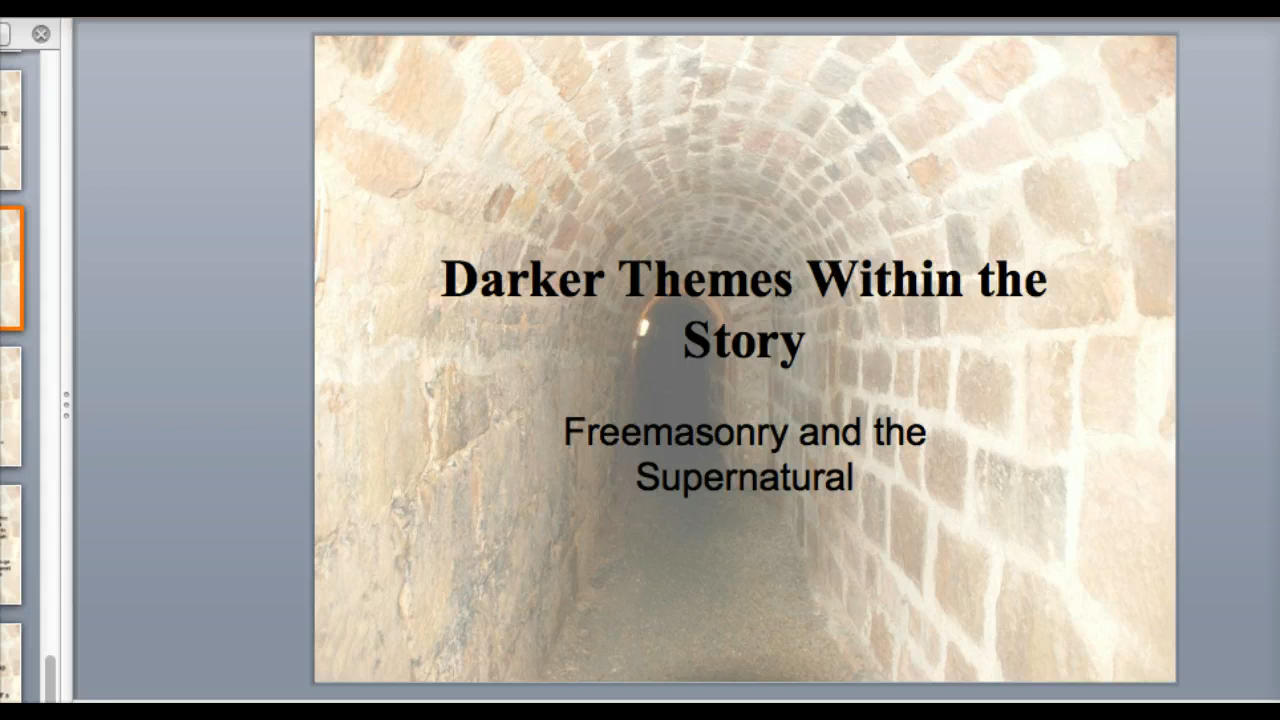 Darker Themes Within the
Story
Freemasonry and the
Supernatural